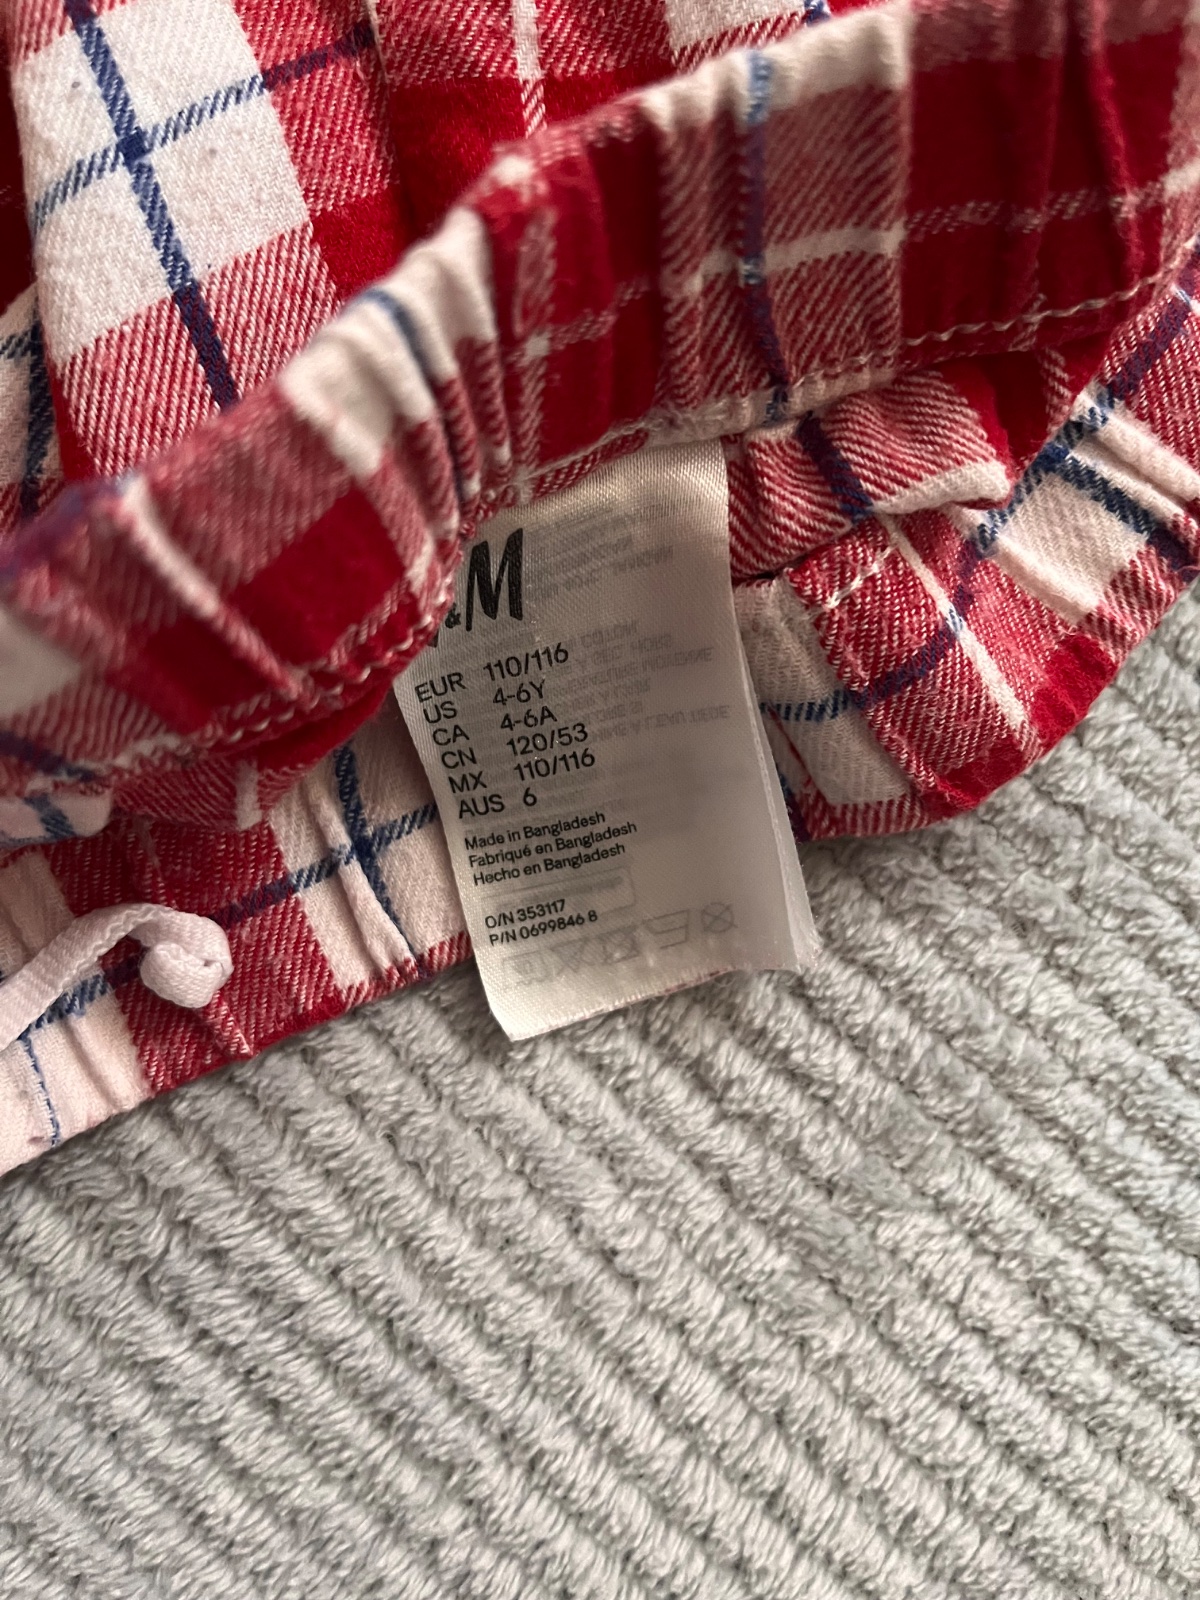 &M
EUR 110/116
US 4-6Y
CA 4-6A
CN 120/53
MX 110/116
AUS 6
Made in Bangladesh
Fabriqué en Bangladesh
Hecho en Bangladesh
O/N 353117
P/N 0699846 8